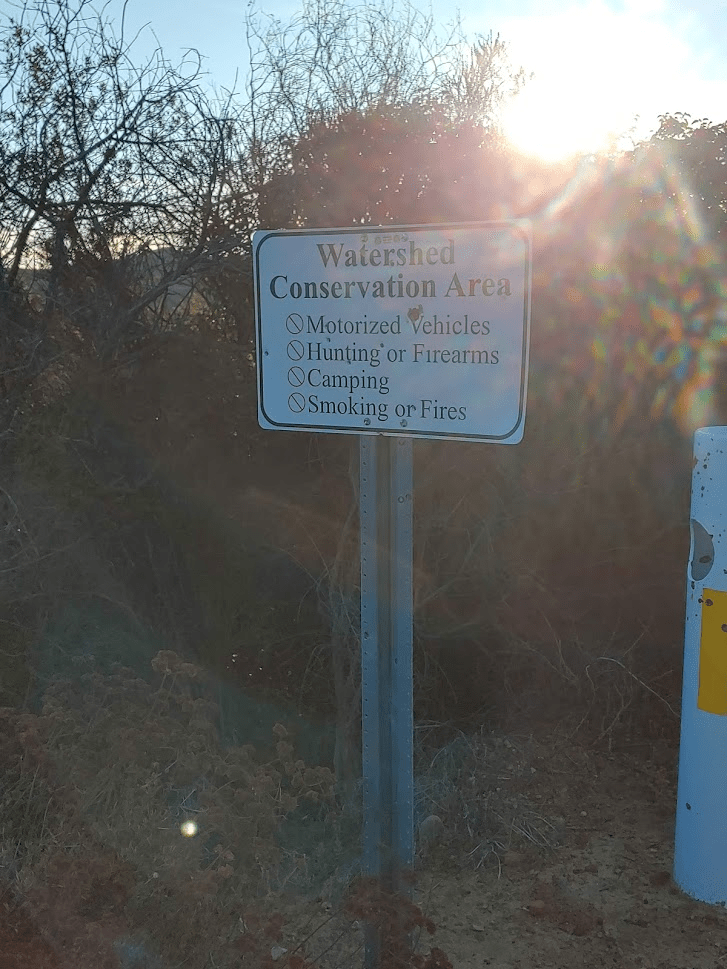 Watershed
Conservation Area
Motorized Vehicles
Hunting or Firearms
Camping
Smoking or Fires